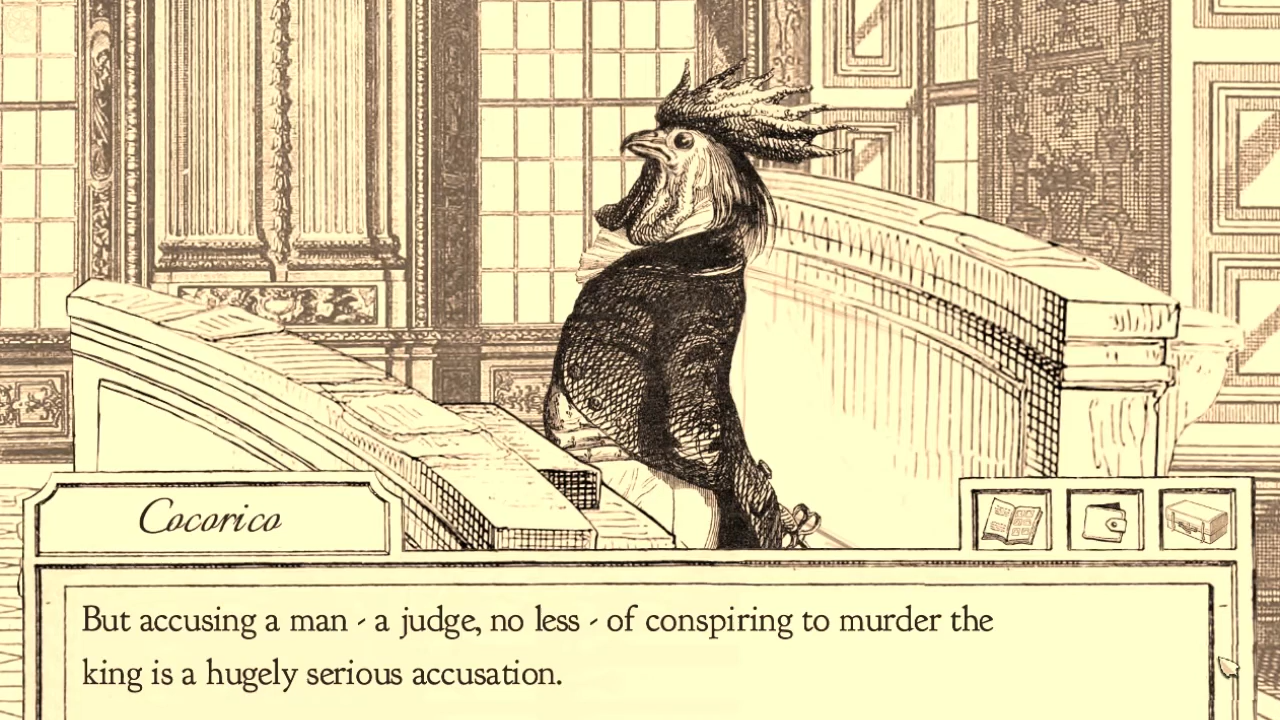 Cocorico
But accusing a man - a judge, no less - of conspiring to murder the
king is a hugely serious accusation.